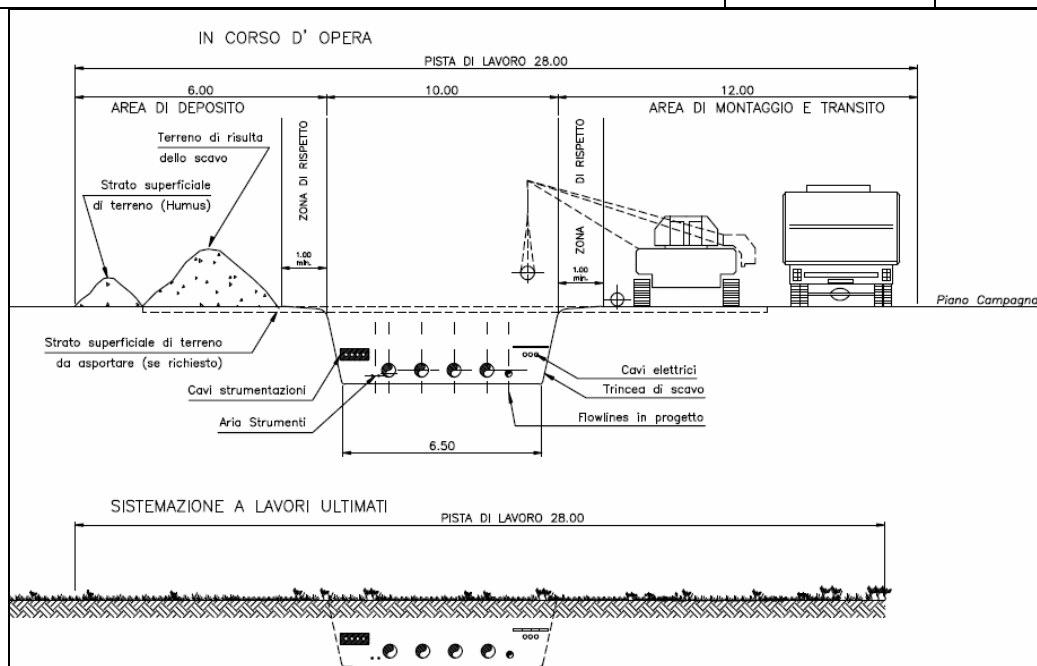 IN CORSO D' OPERA
PISTA DI LAVORO 28.00
6.00
10.00
12.00
AREA DI DEPOSITO
AREA DI MONTAGGIO E TRANSITO
Terreno di risulta
dello scavo
Strato superficiale
di terreno (Humus)
ZONA DI RISPETTO
1.00
min.
ZONA DI RISPETTO
1.00
min.
Piano Campagna
Strato superficiale di terreno
da asportare (se richiesto)
Cavi strumentazioni
Aria Strumenti
Cavi elettrici
Trincea di scavo
Flowlines in progetto
6.50
SISTEMAZIONE A LAVORI ULTIMATI
PISTA DI LAVORO 28.00